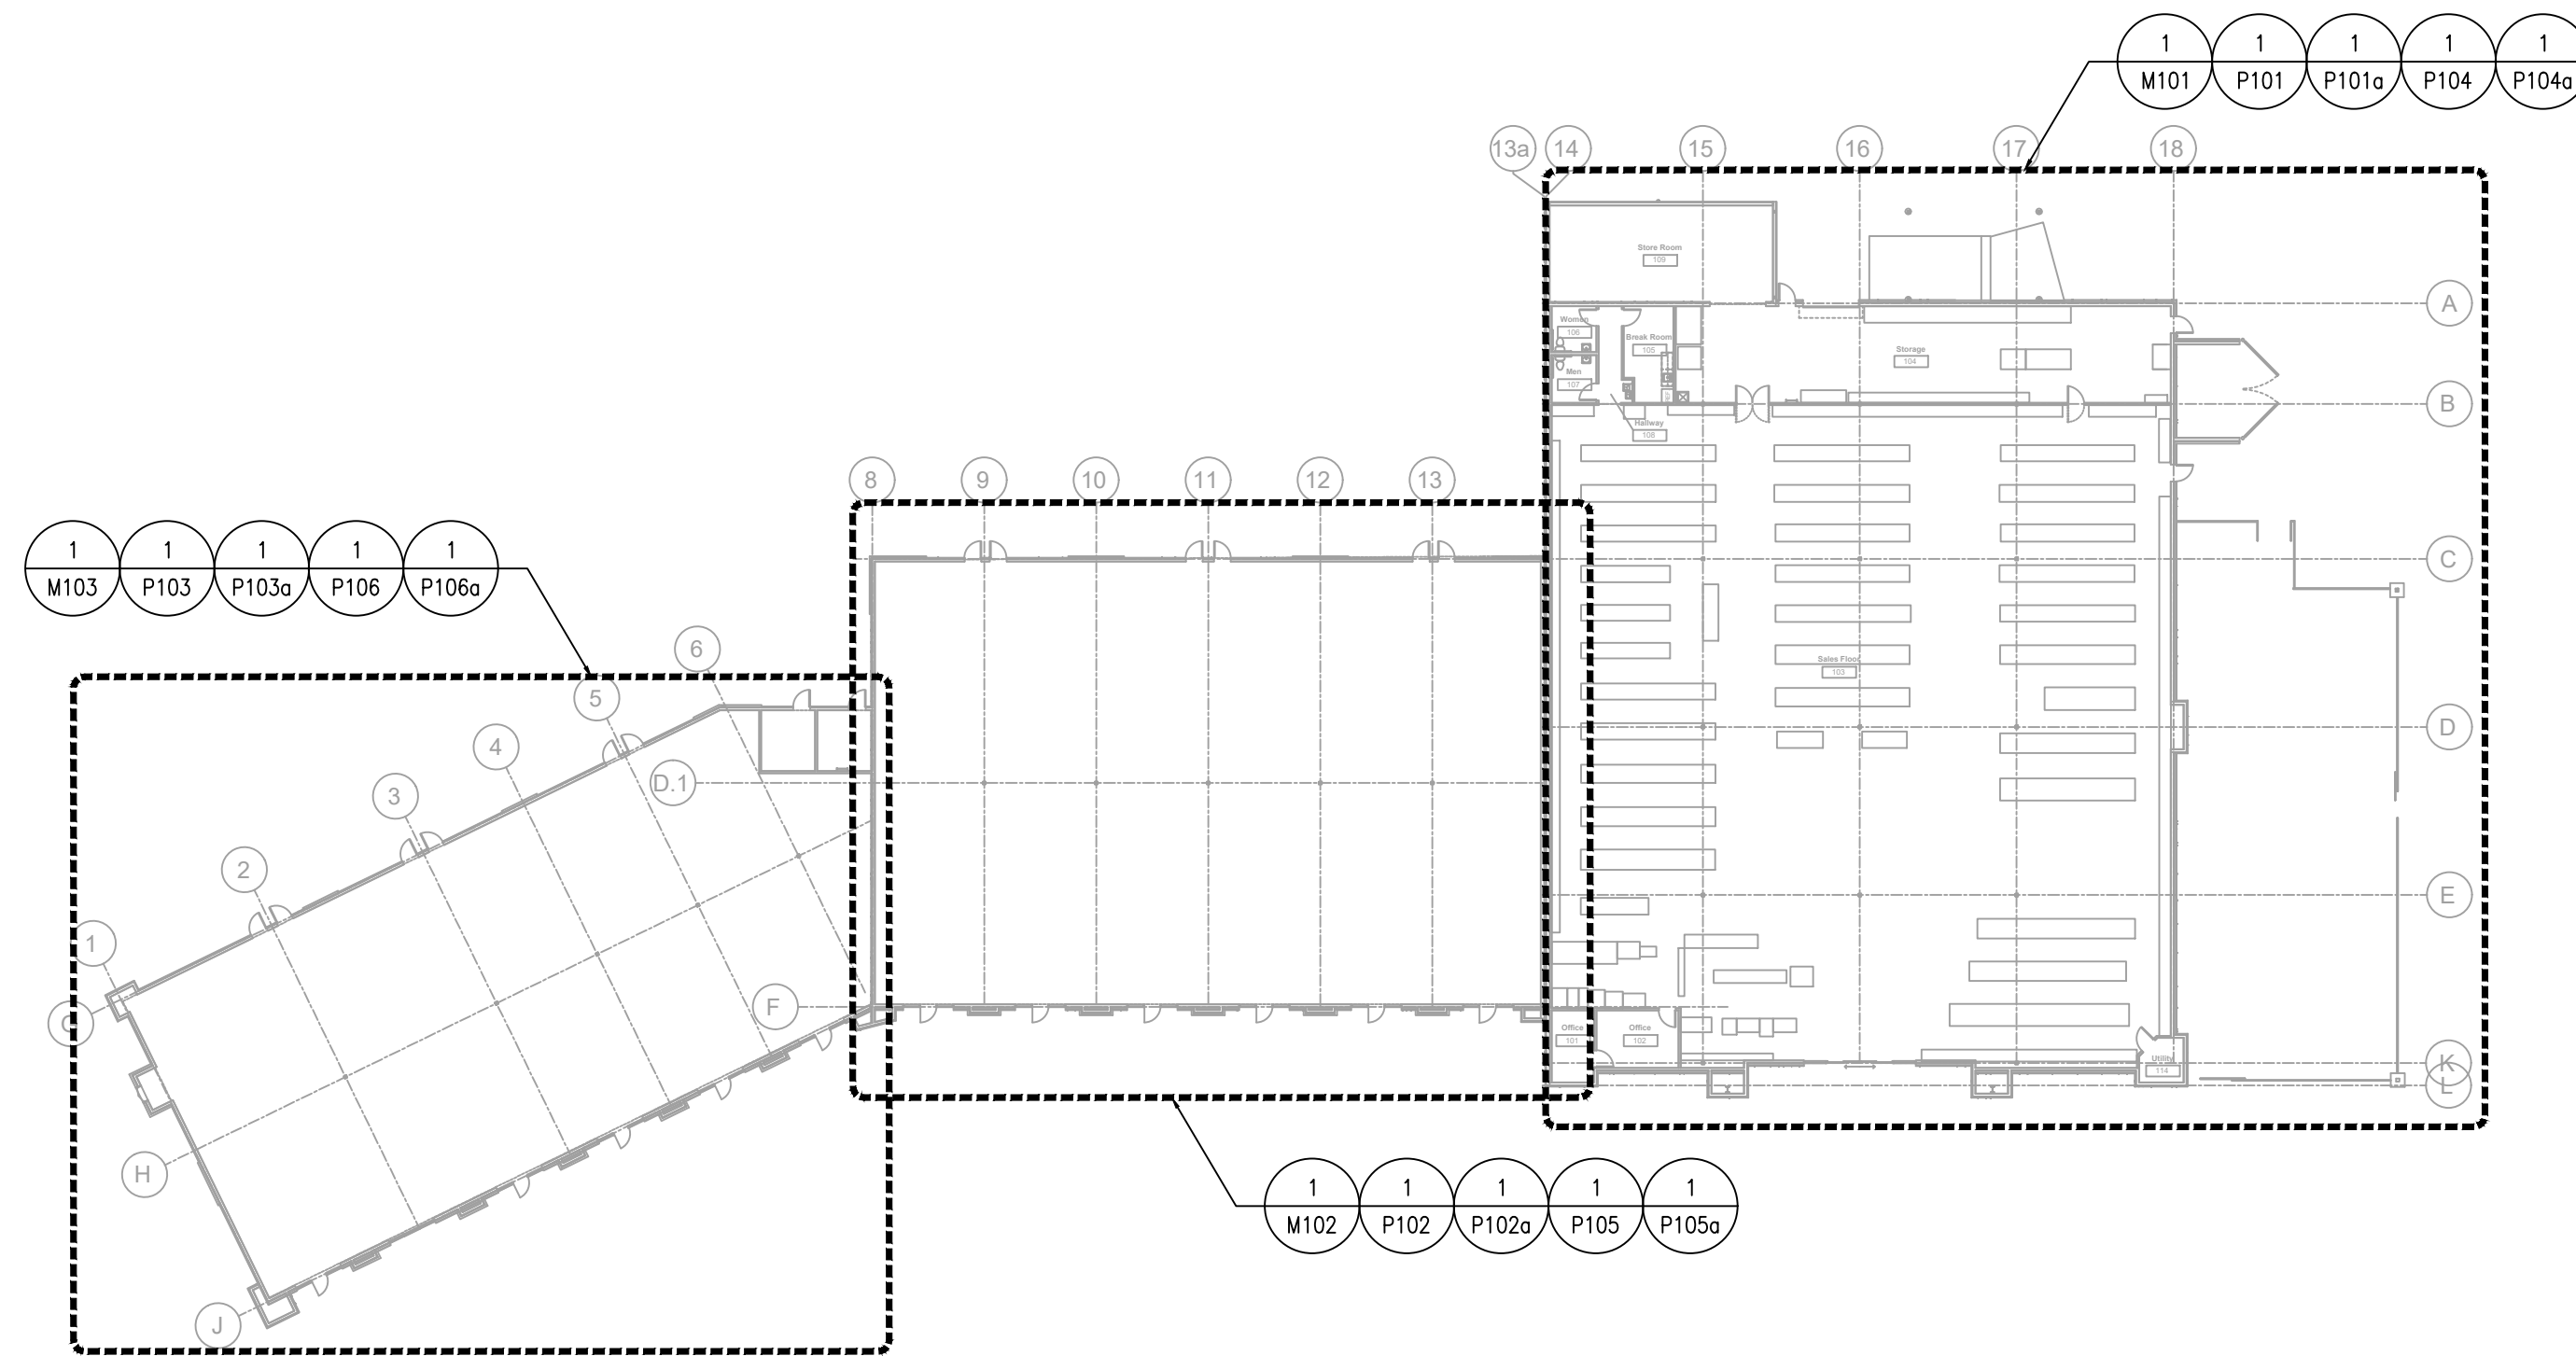 1 1 1 1 1
M101 P101 P101a P104 P104a
13a 14 15 16 17 18
Store Room
109
A
Women
106
Break Room
105
Storage
104
Men
107
B
Hallway
108
8 9 10 11 12 13
1 1 1 1 1
M103 P103 P103a P106 P106a
C
6
5
Sales Floor
103
4
D
D.1
3
2
E
1
F
G
Office
101
Office
102
Utility
114
K
L
H
1 1 1 1 1
M102 P102 P102a P105 P105a
J